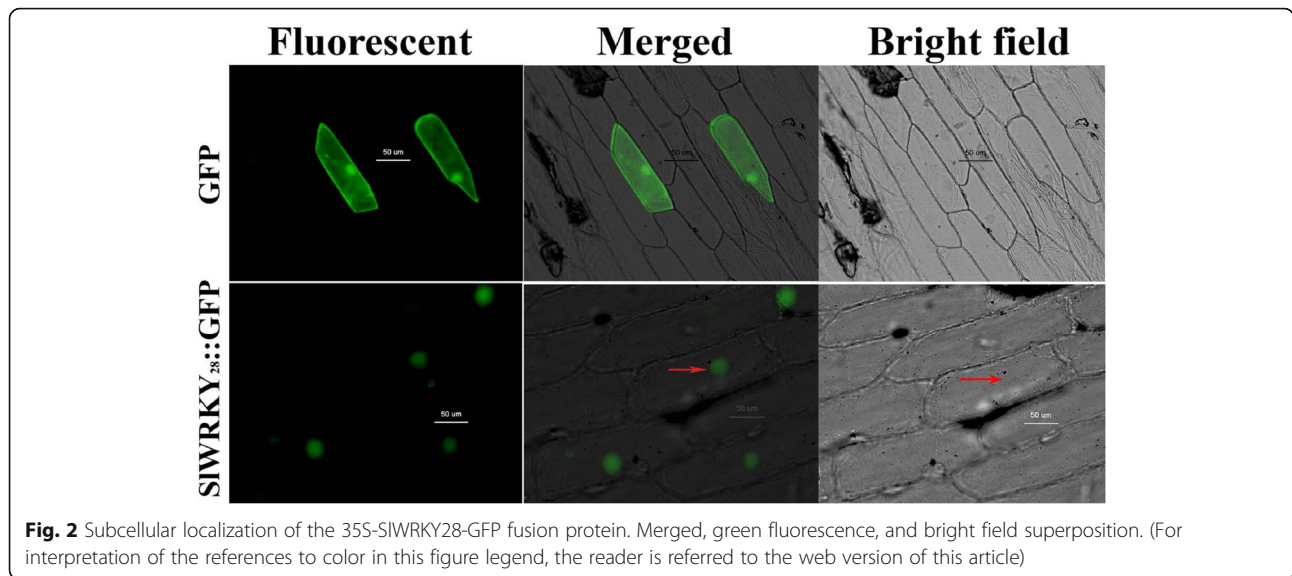 Fluorescent Merged Bright field
GFP
50 um
50 um
50 um
SlWRKY28::GFP
50 um
50 um
50 um
Fig. 2 Subcellular localization of the 35S-SlWRKY28-GFP fusion protein. Merged, green fluorescence, and bright field superposition. (For
interpretation of the references to color in this figure legend, the reader is referred to the web version of this article)